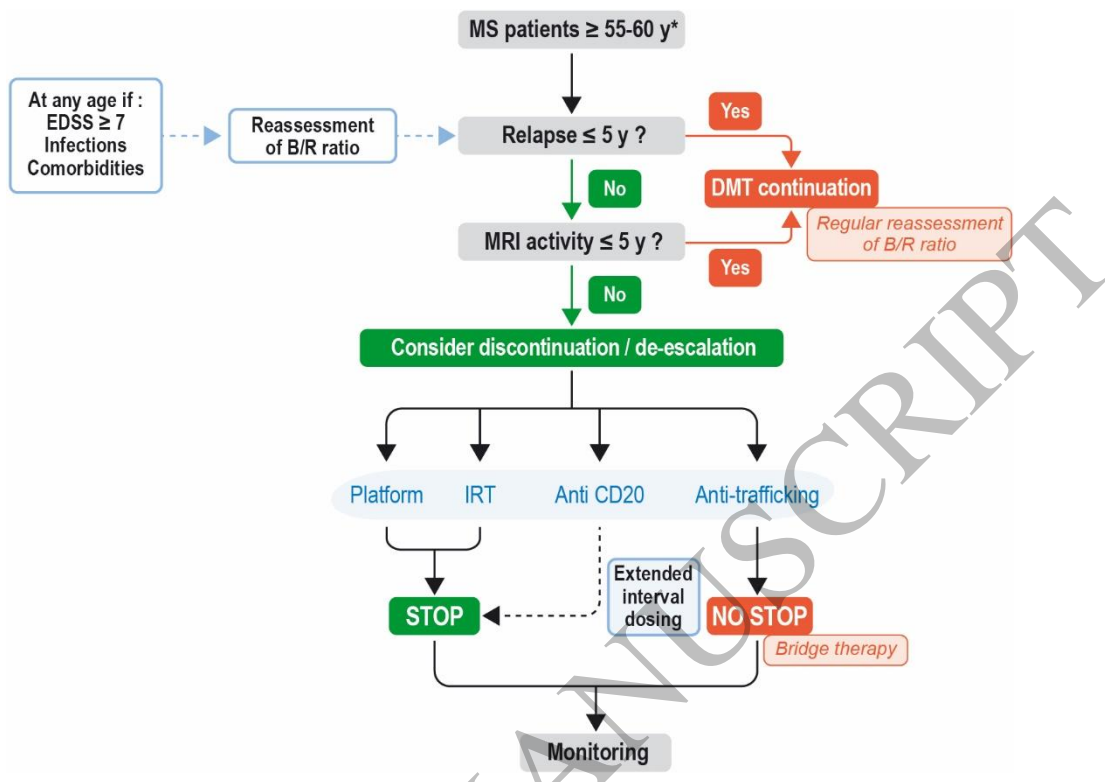 MS patients ≥ 55-60 y*
At any age if :
EDSS ≥ 7
Infections
Comorbidities
Reassessment
of B/R ratio
Relapse ≤ 5 y ?
Yes
No
DMT continuation
Regular reassessment
of B/R ratio
MRI activity ≤ 5 y ?
Yes
No
Consider discontinuation / de-escalation
Platform
IRT
Anti CD20
Anti-trafficking
Extended
interval
dosing
STOP
NO STOP
Bridge therapy
Monitoring
ANUSCRIPT